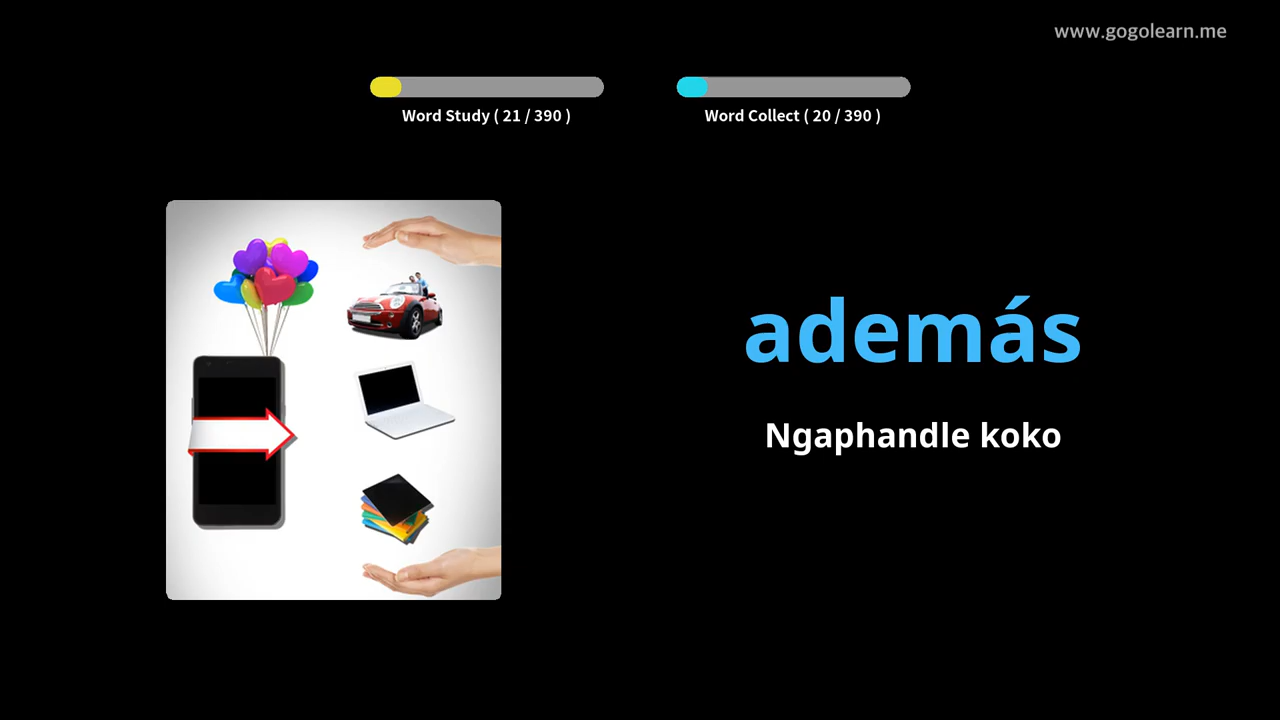 www.gogolearn.me
Word Study ( 21 / 390 )
Word Collect ( 20 / 390 )
además
Ngaphandle koko